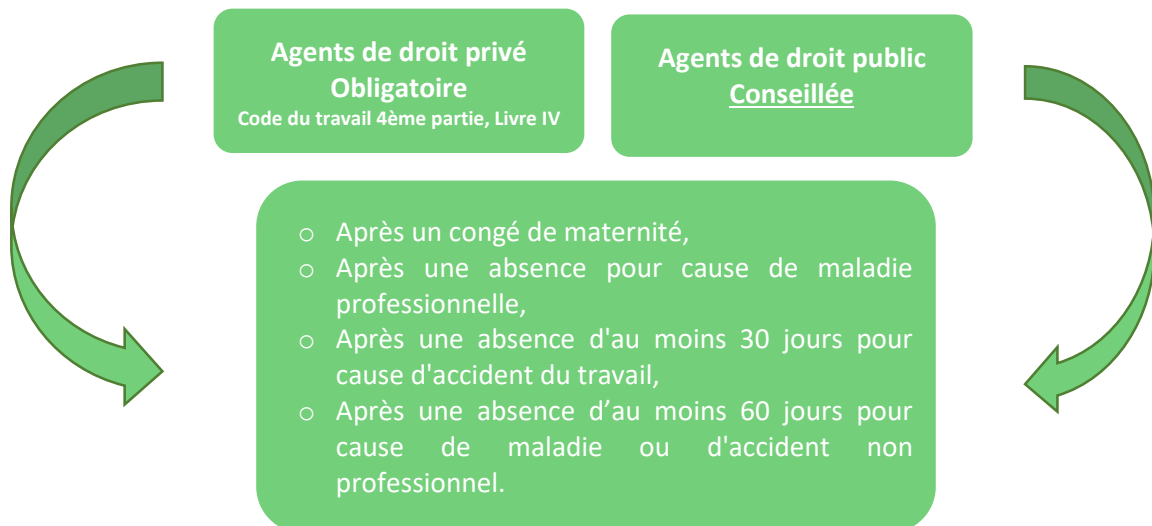 Agents de droit privé
Obligatoire
Code du travail 4ème partie, Livre IV
Agents de droit public
Conseillée
o Après un congé de maternité,
o Après une absence pour cause de maladie
professionnelle,
o Après une absence d'au moins 30 jours pour
cause d'accident du travail,
o Après une absence d’au moins 60 jours pour
cause de maladie ou d'accident non
professionnel.